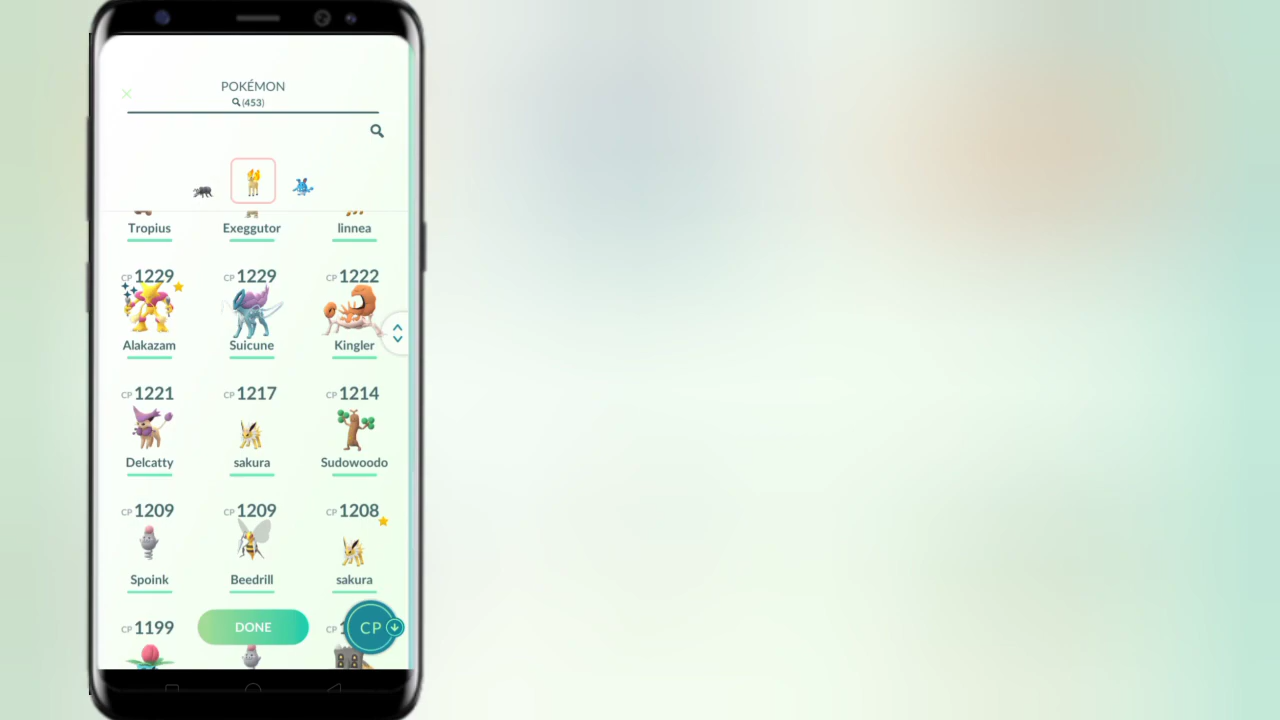 POKÉMON
(453)
Tropius Exeggutor linnea
CP 1229 CP 1229 CP 1222
Alakazam Suicune Kingler
CP 1221 CP 1217 CP 1214
Delcatty sakura Sudowoodo
CP 1209 CP 1209 CP 1208
Spoink Beedrill sakura
CP 1199 DONE CP CP